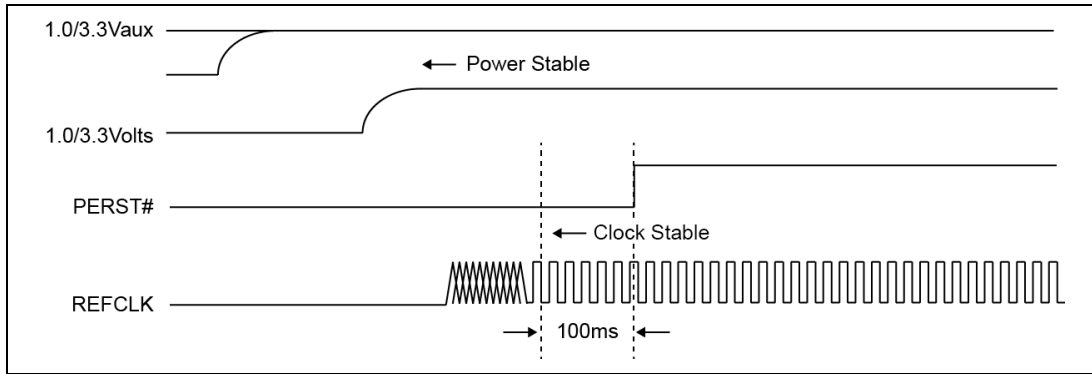 1.0/3.3Vaux
← Power Stable
1.0/3.3Volts
PERST#
← Clock Stable
REFCLK
100ms